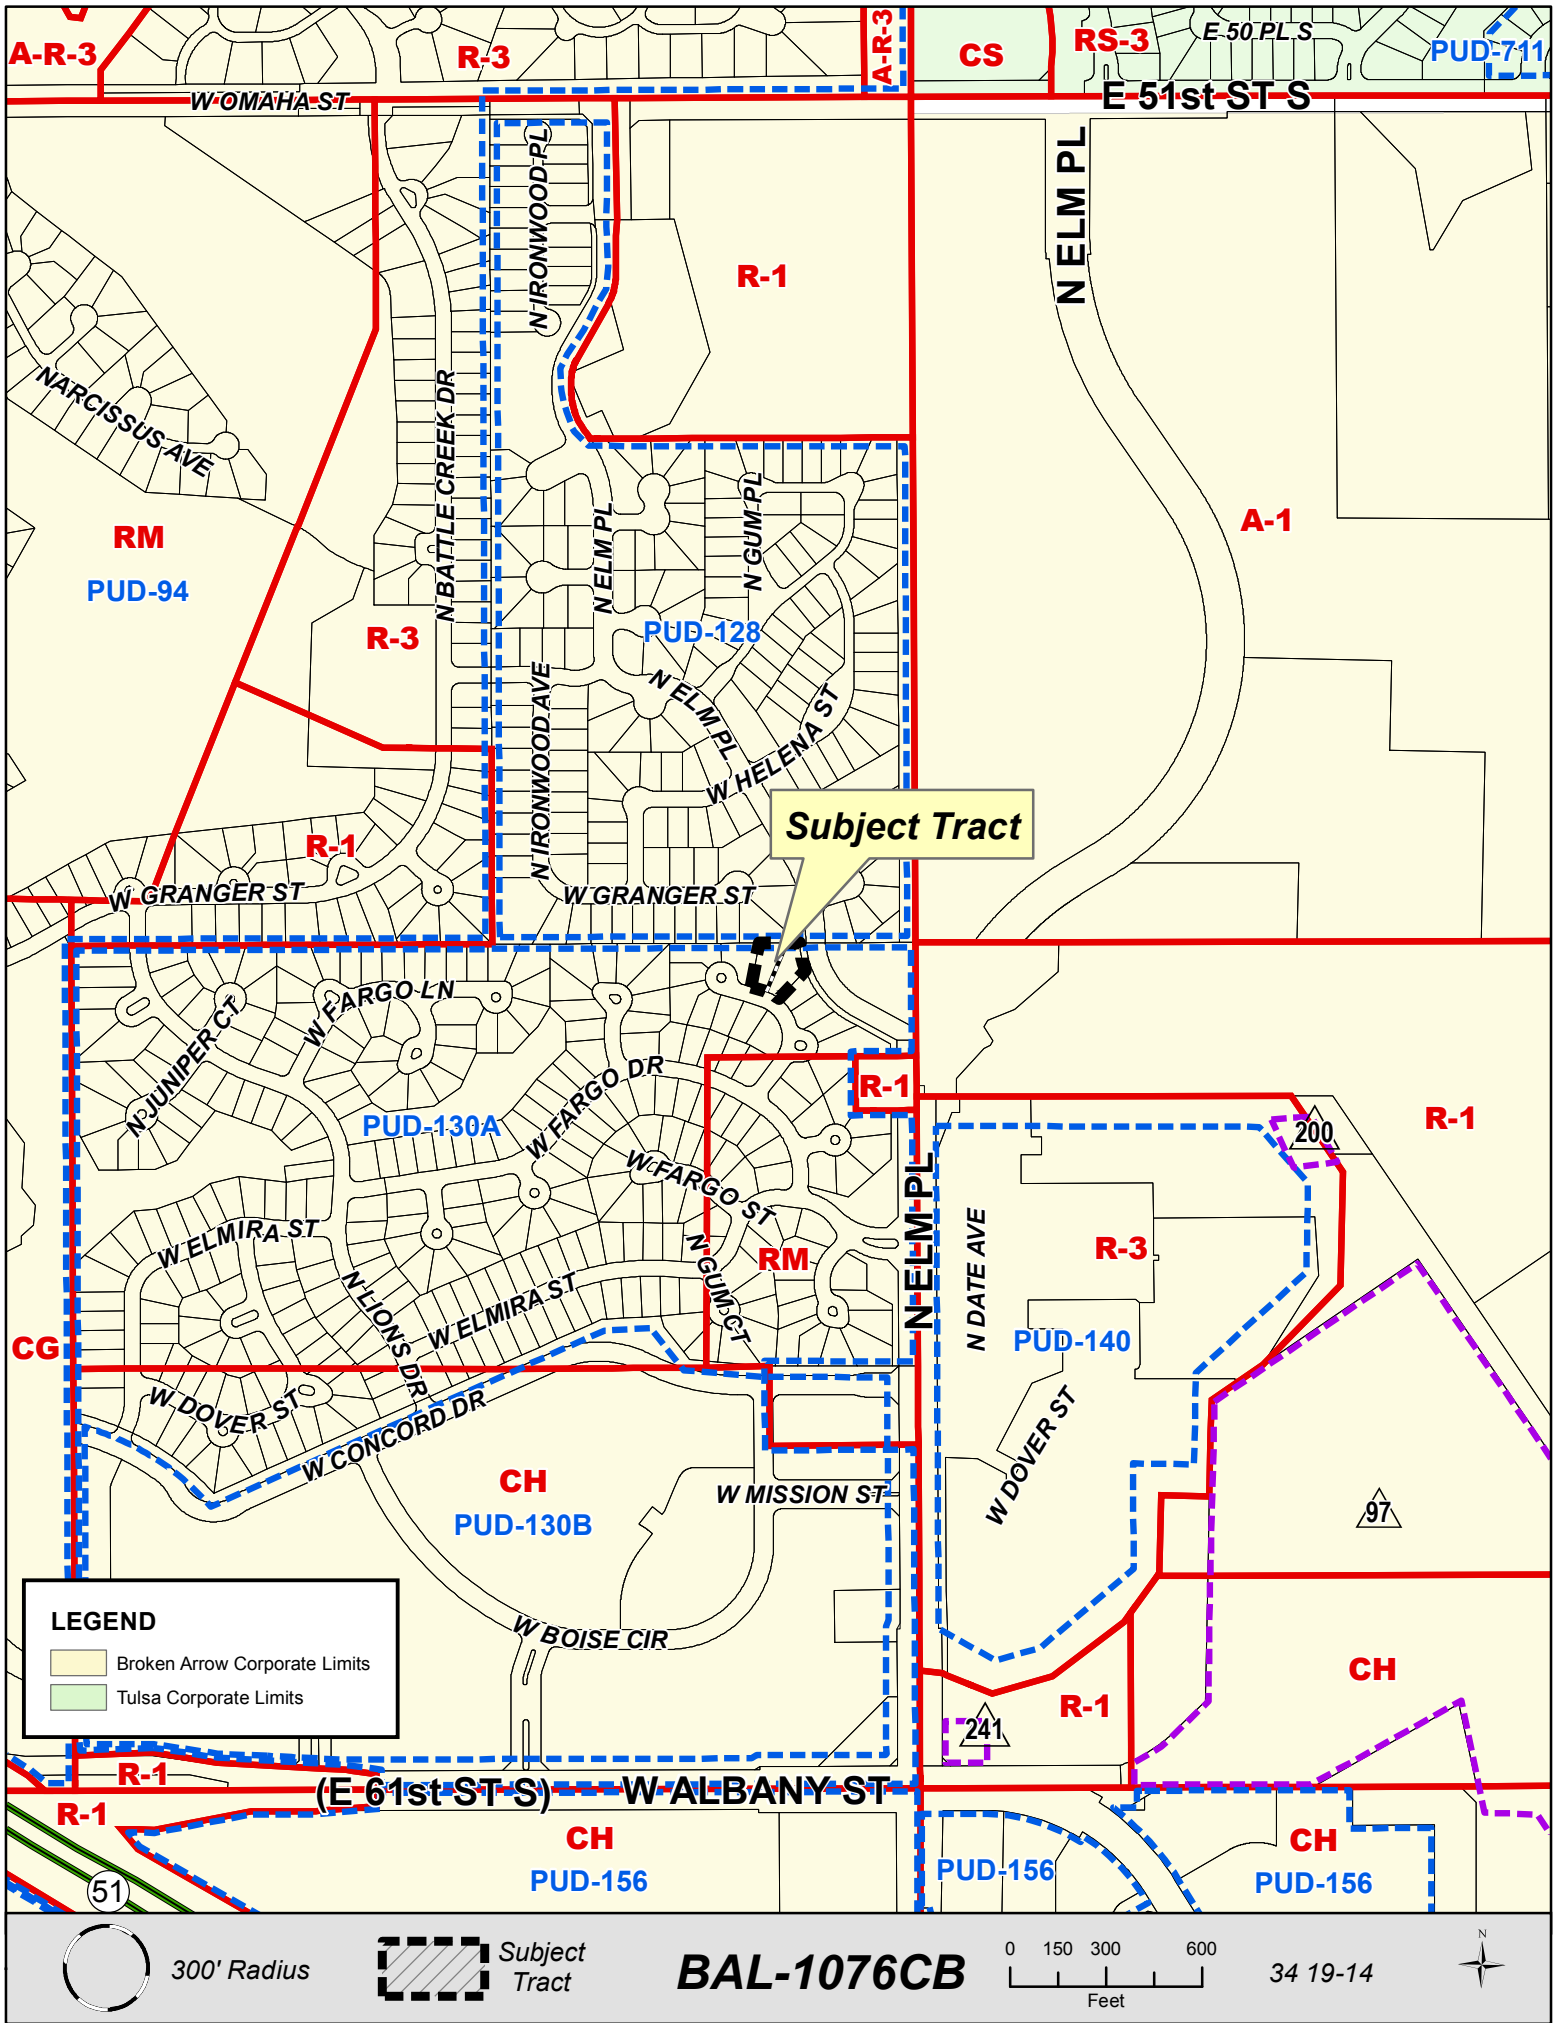 A-R-3
R-3
A-R-3
CS
RS-3
E 50 PL S
PUD-711
W OMAHA ST
E 51st ST S
N IRONWOOD PL
N ELM PL
R-1
NARCISSUS AVE
N BATTLE CREEK DR
N GUM PL
N ELM PL
A-1
RM
PUD-94
R-3
PUD-128
N ELM PL
N IRONWOOD AVE
W HELENA ST
Subject Tract
R-1
W GRANGER ST
W GRANGER ST
W FARGO LN
N JUNIPER CT
W FARGO DR
R-1
PUD-130A
R-1
200
W FARGO ST
N ELM PL
N DATE AVE
W ELMIRA ST
RM
R-3
N GUM CT
N LIONS DR
W ELMIRA ST
CG
PUD-140
W DOVER ST
W CONCORD DR
W DOVER ST
CH
PUD-130B
W MISSION ST
97
LEGEND
Broken Arrow Corporate Limits
Tulsa Corporate Limits
W BOISE CIR
CH
R-1
241
R-1
(E 61st ST S)
W ALBANY ST
R-1
CH
PUD-156
PUD-156
CH
PUD-156
51
300' Radius
Subject
Tract
BAL-1076CB
0 150 300 600
Feet
34 19-14
N